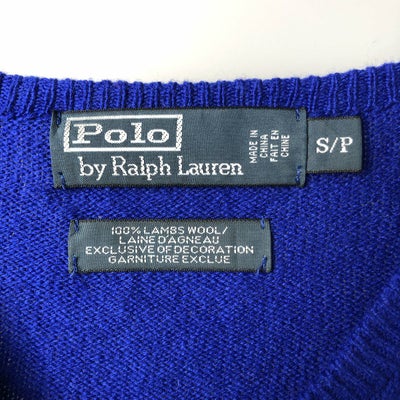 Polo
by Ralph Lauren
MADE IN
CHINA
FAIT EN
CHINE
S/P
100% LAMBS WOOL/
LAINE D'AGNEAU
EXCLUSIVE OF DECORATION
GARNITURE EXCLUE